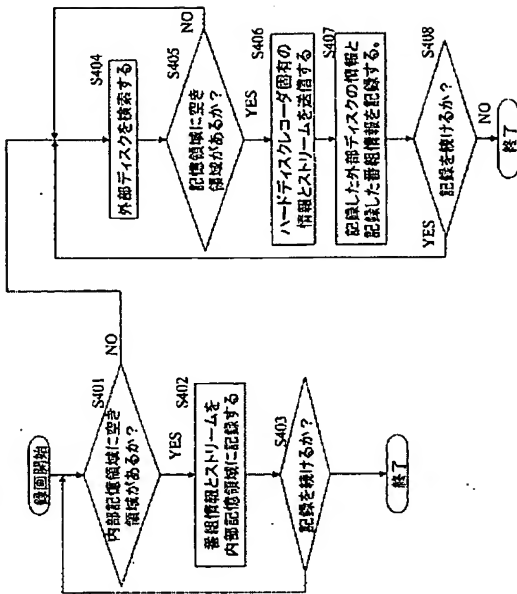 録画開始
S401
内部記憶領域に空き
領域があるか?
NO
YES
S402
番組情報とストリームを
内部記憶領域に記録する
S403
記録を続けるか?
終了
S404
外部ディスクを検索する
S405
記憶領域に空き
領域があるか?
NO
YES
S406
ハードディスクレコーダ固有の
情報とストリームを送信する
S407
記録した外部ディスクの情報と
記録した番組情報を記録する。
S408
記録を続けるか?
YES
NO
終了